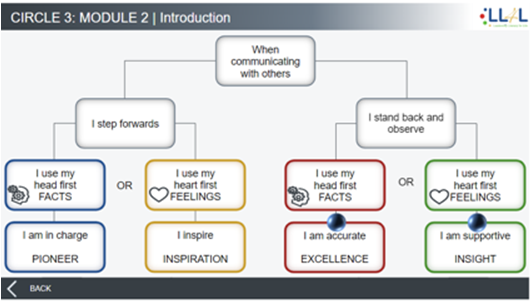 CIRCLE 3: MODULE 2 | Introduction
iLL4L
When
communicating
with others
I step forwards
I stand back and
observe
I use my
head first
FACTS
OR
I use my
heart first
FEELINGS
I use my
head first
FACTS
OR
I use my
heart first
FEELINGS
I am in charge
PIONEER
I inspire
INSPIRATION
I am accurate
EXCELLENCE
I am supportive
INSIGHT
BACK